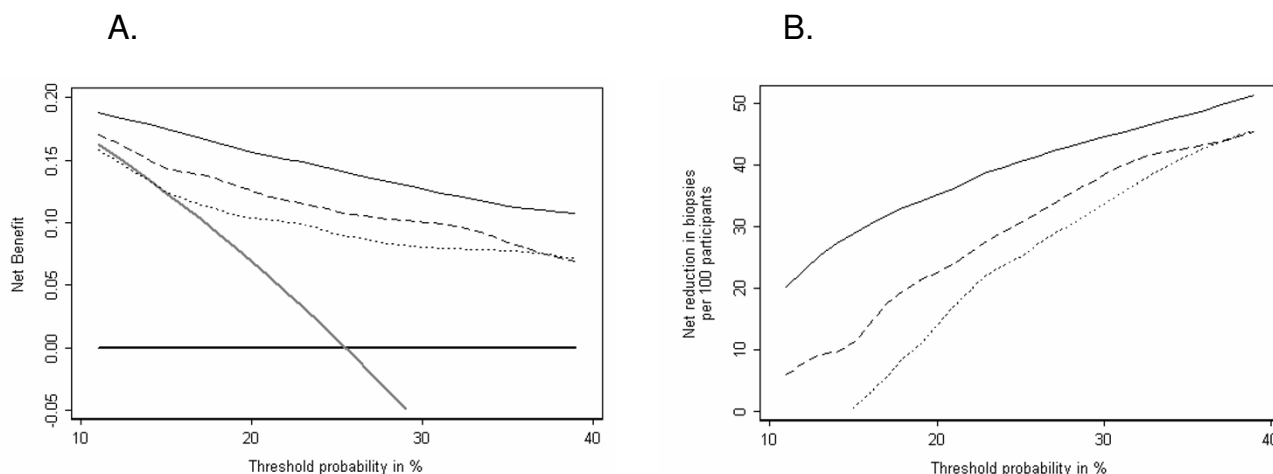 A.
B.
Net Benefit
0.20
0.15
0.10
0.05
0.00
-0.05
10
20
30
40
Threshold probability in %
Net reduction in biopsies
per 100 participants
50
40
30
20
10
0
10
20
30
40
Threshold probability in %